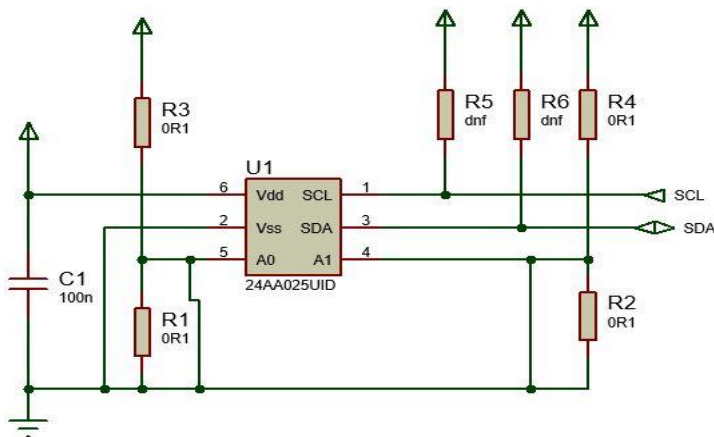 R3
0R1
R5
dnf
R6
dnf
R4
0R1
U1
6 Vdd SCL 1
2 Vss SDA 3
5 A0 A1 4
24AA025UID
SCL
SDA
C1
100n
R1
0R1
R2
0R1